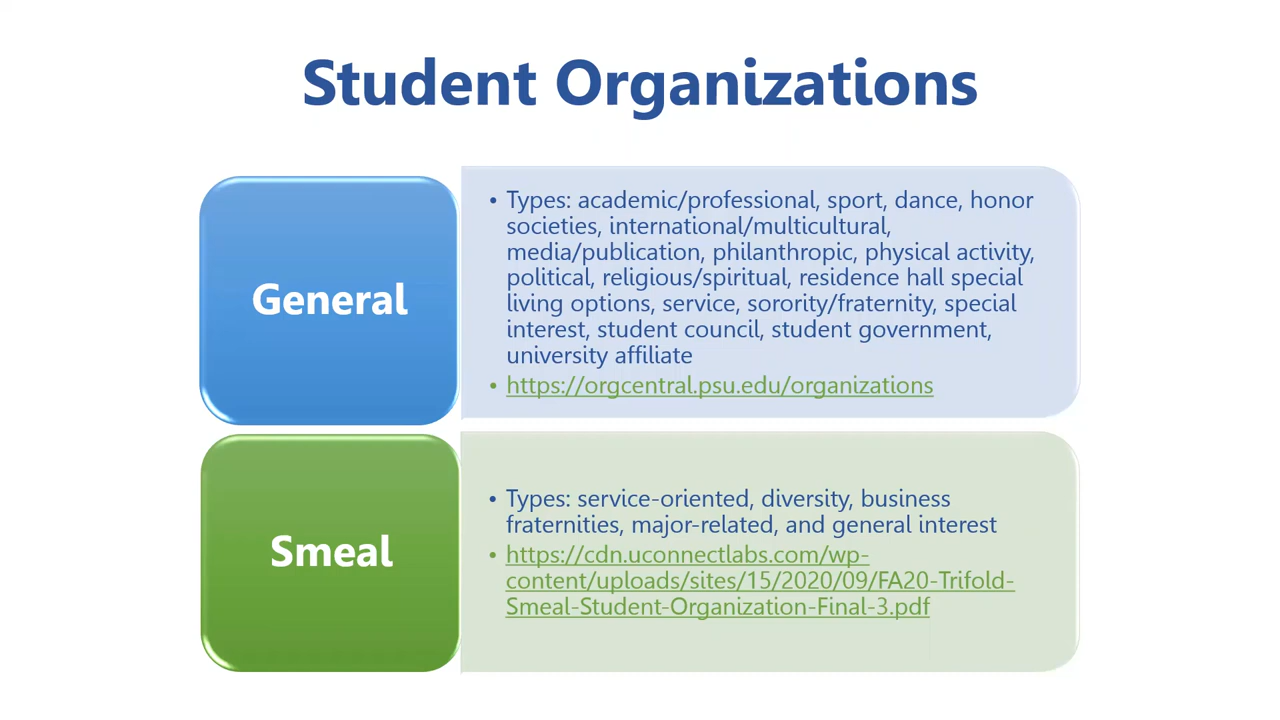 Student Organizations
General
• Types: academic/professional, sport, dance, honor
societies, international/multicultural,
media/publication, philanthropic, physical activity,
political, religious/spiritual, residence hall special
living options, service, sorority/fraternity, special
interest, student council, student government,
university affiliate
• https://orgcentral.psu.edu/organizations
Smeal
• Types: service-oriented, diversity, business
fraternities, major-related, and general interest
• https://cdn.uconnectlabs.com/wp-
content/uploads/sites/15/2020/09/FA20-Trifold-
Smeal-Student-Organization-Final-3.pdf